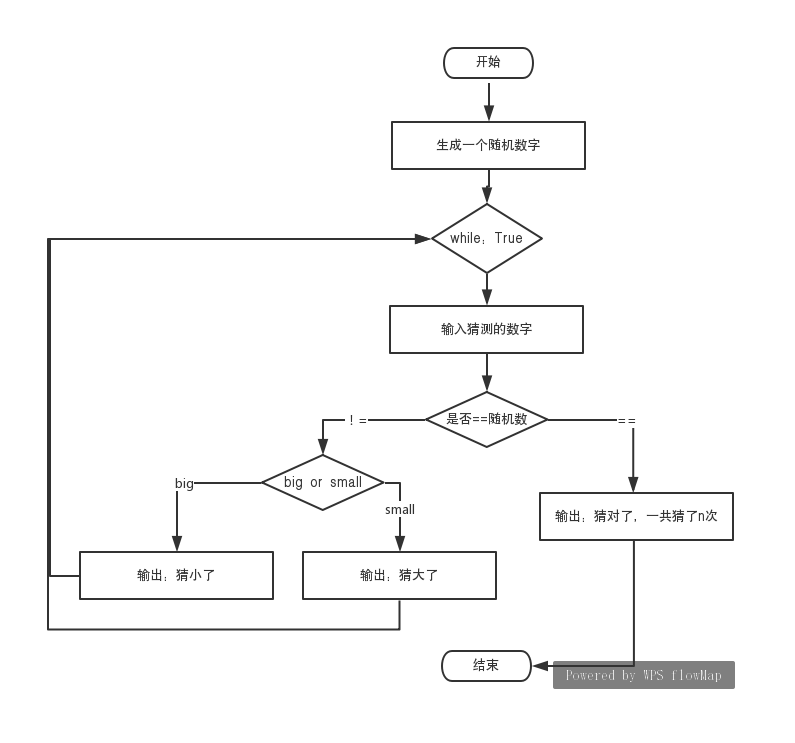 开始
生成一个随机数字
while：True
输入猜测的数字
是否==随机数
！=
==
big or small
big
small
输出：猜对了，一共猜了n次
输出：猜小了
输出：猜大了
结束
Powered by WPS flowMap